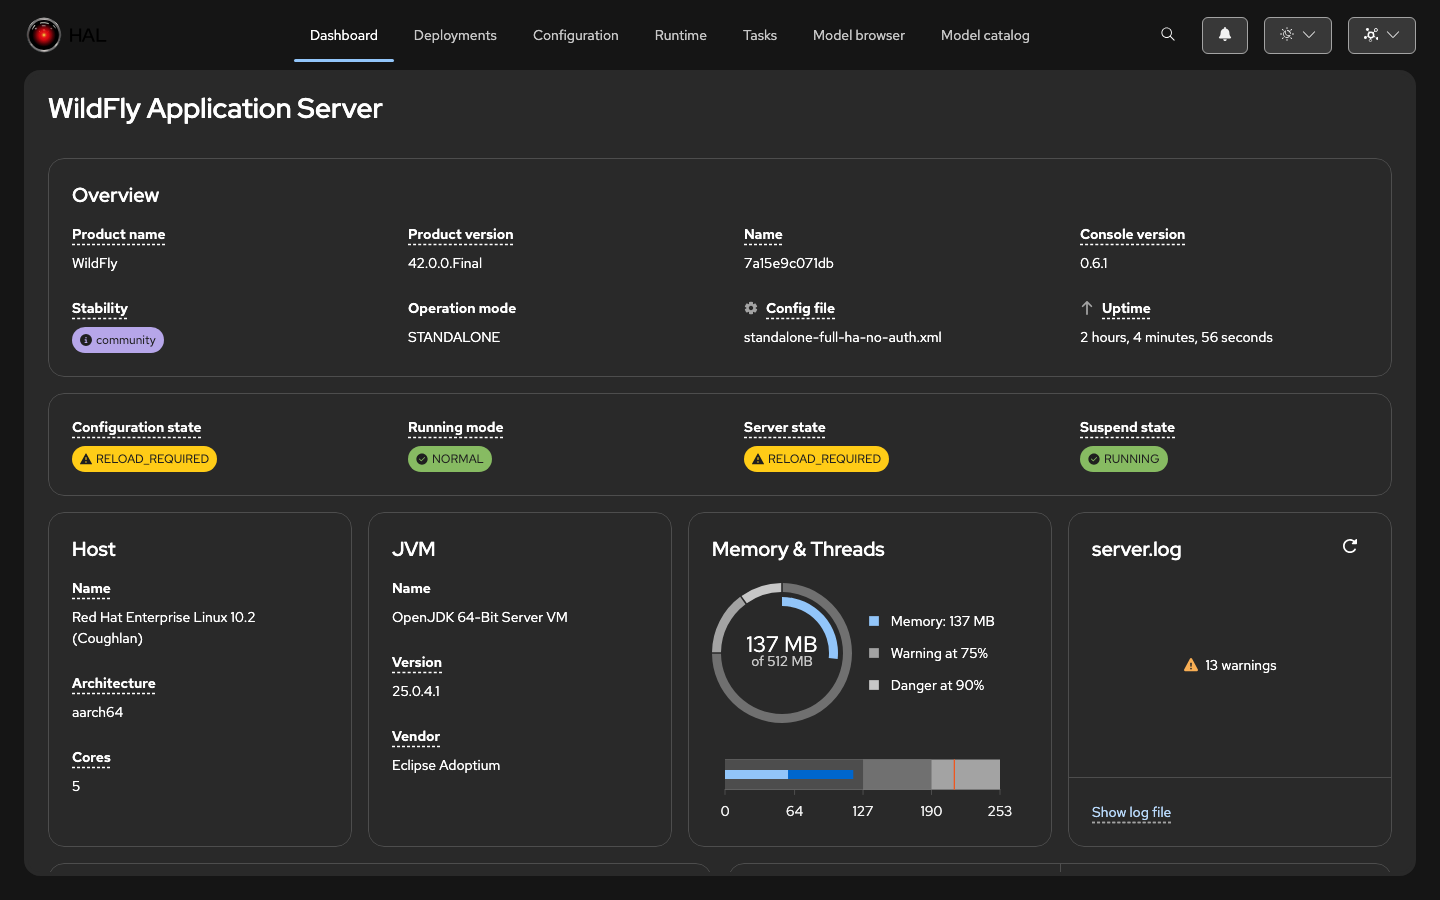 HAL
Dashboard
Deployments
Configuration
Runtime
Tasks
Model browser
Model catalog
WildFly Application Server
Overview
Product name
WildFly
Product version
42.0.0.Final
Name
7a15e9c071db
Console version
0.6.1
Stability
community
Operation mode
STANDALONE
Config file
standalone-full-ha-no-auth.xml
Uptime
2 hours, 4 minutes, 56 seconds
Configuration state
RELOAD_REQUIRED
Running mode
NORMAL
Server state
RELOAD_REQUIRED
Suspend state
RUNNING
Host
Name
Red Hat Enterprise Linux 10.2
(Coughlan)
Architecture
aarch64
Cores
5
JVM
Name
OpenJDK 64-Bit Server VM
Version
25.0.4.1
Vendor
Eclipse Adoptium
Memory & Threads
137 MB
of 512 MB
Memory: 137 MB
Warning at 75%
Danger at 90%
0 64 127 190 253
server.log
13 warnings
Show log file